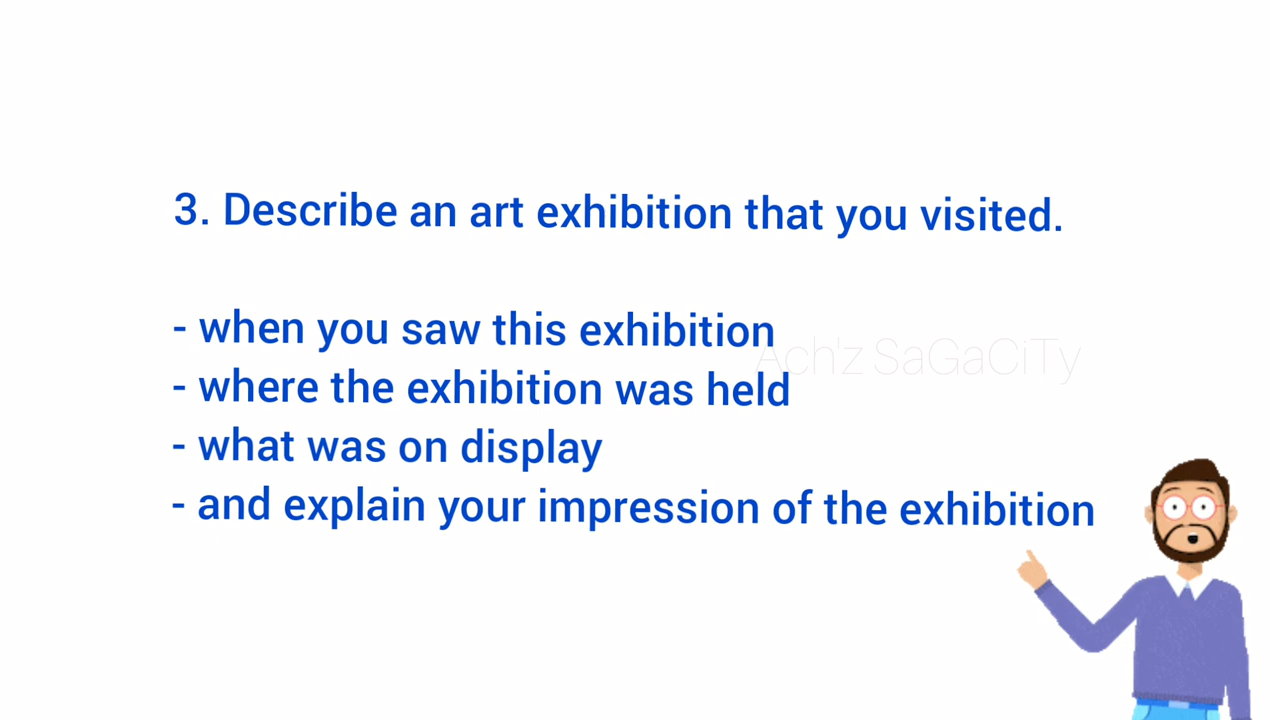 3. Describe an art exhibition that you visited.
- when you saw this exhibition
- where the exhibition was held
- what was on display
- and explain your impression of the exhibition
Ach'z SaGaCiTy